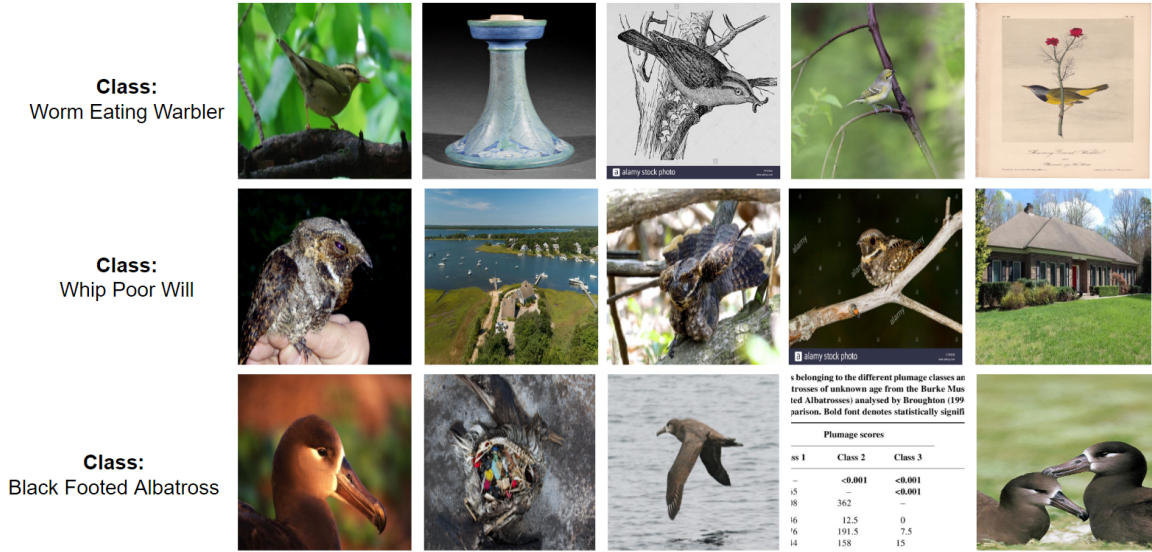 Class:
Worm Eating Warbler
a alamy stock photo
Class:
Whip Poor Will
alamy
alamy
a alamy stock photo
Class:
Black Footed Albatross
s belonging to the different plumage classes an
trosses of unknown age from the Burke Mus
ted Albatrosses) analysed by Broughton (199
parison. Bold font denotes statistically signifi
Plumage scores
ss 1 Class 2 Class 3
– <0.001 <0.001
– <0.001
362 –
12.5 0
191.5 7.5
158 15